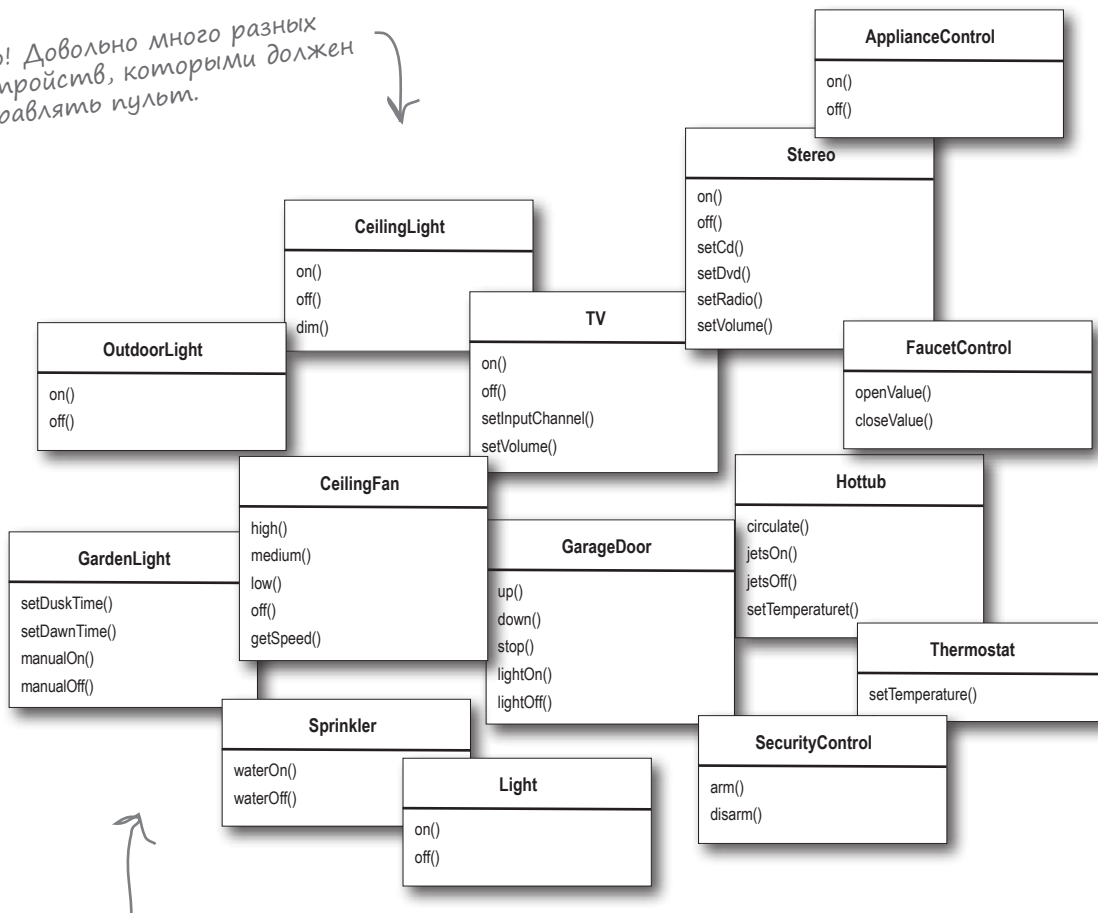 Довольно много разных
которыми должен
пульт.
ApplianceControl
on()
off()
Stereo
on()
off()
setCd()
setDvd()
setRadio()
setVolume()
CeilingLight
on()
off()
dim()
TV
on()
off()
setInputChannel()
setVolume()
OutdoorLight
on()
off()
FaucetControl
openValue()
closeValue()
CeilingFan
high()
medium()
low()
off()
getSpeed()
Hottub
circulate()
jetsOn()
jetsOff()
setTemperaturet()
GardenLight
setDuskTime()
setDawnTime()
manualOn()
manualOff()
GarageDoor
up()
down()
stop()
lightOn()
lightOff()
Thermostat
setTemperature()
Sprinkler
waterOn()
waterOff()
SecurityControl
arm()
disarm()
Light
on()
off()